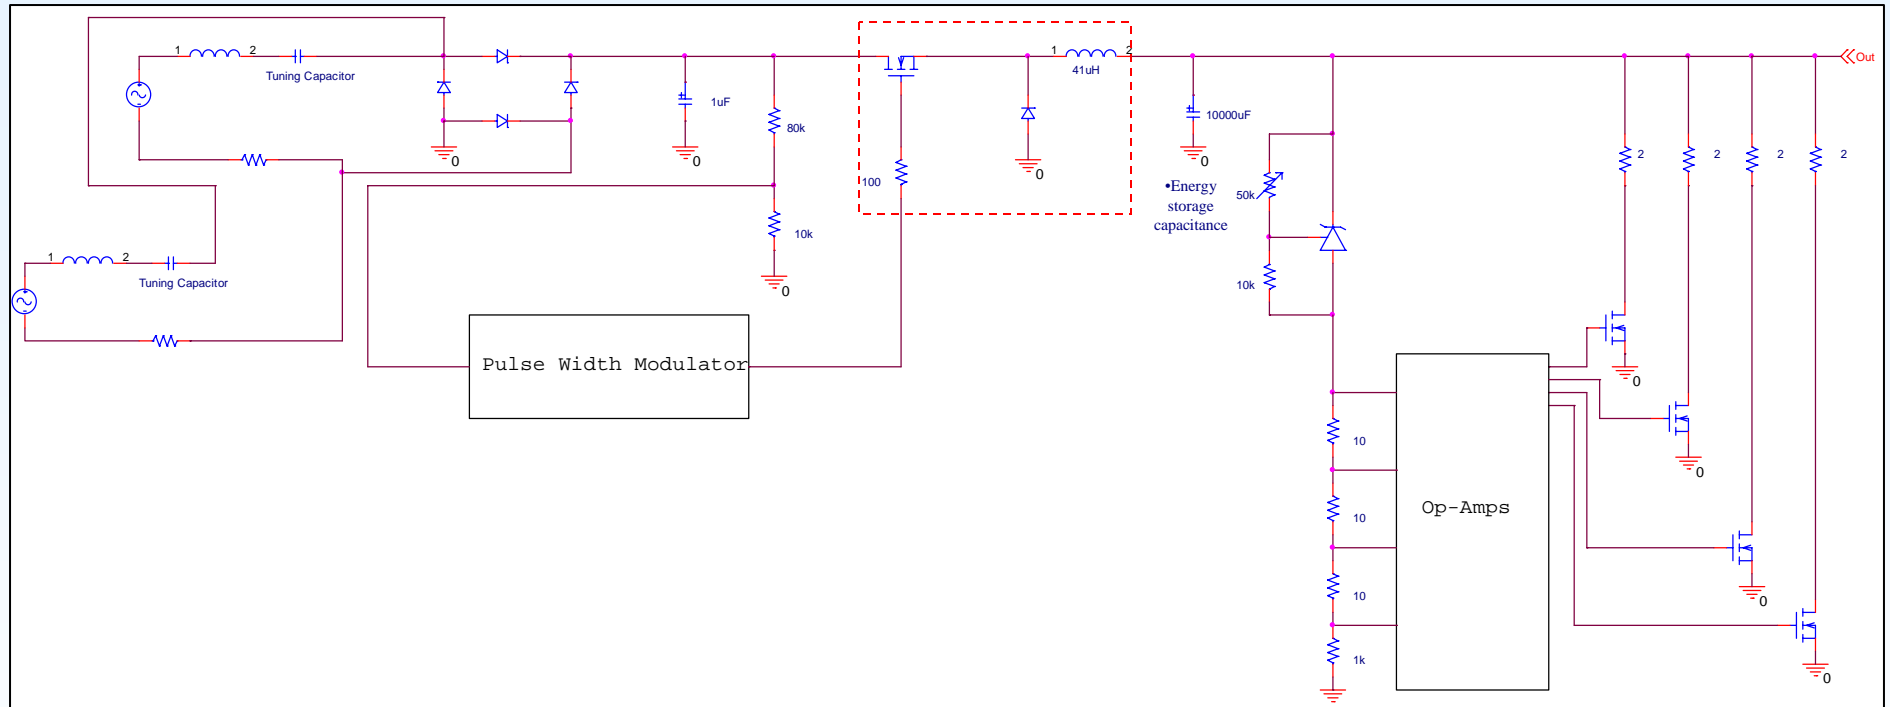 1 2
Tuning Capacitor
0
1uF
0
80k
10k
0
100
1 2
41uH
0
10000uF
0
•Energy
storage
capacitance
50k
10k
2 2 2 2
Out
1 2
Tuning Capacitor
Pulse Width Modulator
10
10
10
1k
Op-Amps
0
0
0
0